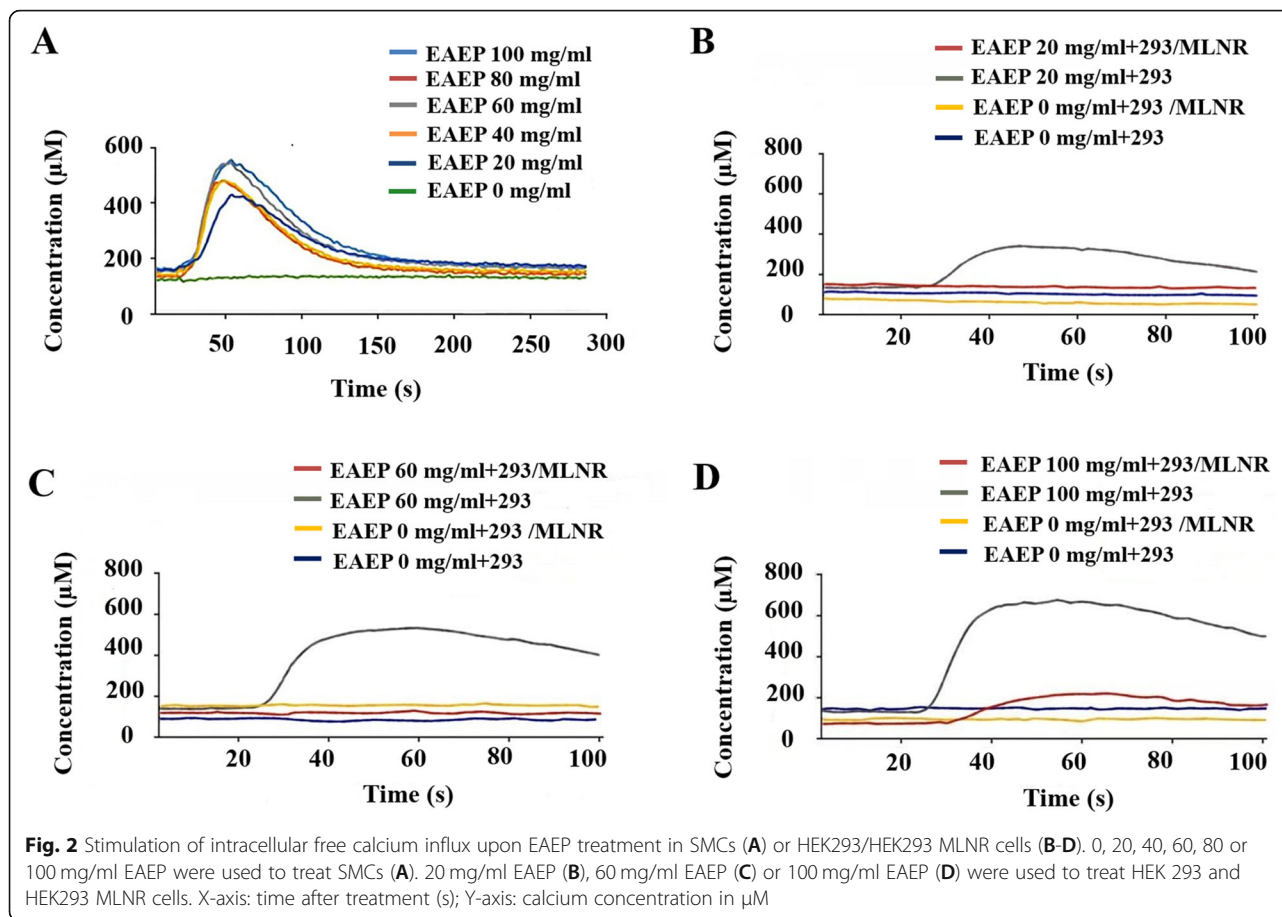 A
EAEP 100 mg/ml
EAEP 80 mg/ml
EAEP 60 mg/ml
EAEP 40 mg/ml
EAEP 20 mg/ml
EAEP 0 mg/ml
Concentration (µM)
600
400
200
0
50 100 150 200 250 300
Time (s)
B
EAEP 20 mg/ml+293/MLNR
EAEP 20 mg/ml+293
EAEP 0 mg/ml+293 /MLNR
EAEP 0 mg/ml+293
Concentration (µM)
800
600
400
200
0
20 40 60 80 100
Time (s)
C
EAEP 60 mg/ml+293/MLNR
EAEP 60 mg/ml+293
EAEP 0 mg/ml+293 /MLNR
EAEP 0 mg/ml+293
Concentration (µM)
800
600
400
200
0
20 40 60 80 100
Time (s)
D
EAEP 100 mg/ml+293/MLNR
EAEP 100 mg/ml+293
EAEP 0 mg/ml+293 /MLNR
EAEP 0 mg/ml+293
Concentration (µM)
800
600
400
200
0
20 40 60 80 100
Time (s)
Fig. 2 Stimulation of intracellular free calcium influx upon EAEP treatment in SMCs (A) or HEK293/HEK293 MLNR cells (B-D). 0, 20, 40, 60, 80 or
100 mg/ml EAEP were used to treat SMCs (A). 20 mg/ml EAEP (B), 60 mg/ml EAEP (C) or 100 mg/ml EAEP (D) were used to treat HEK 293 and
HEK293 MLNR cells. X-axis: time after treatment (s); Y-axis: calcium concentration in µM